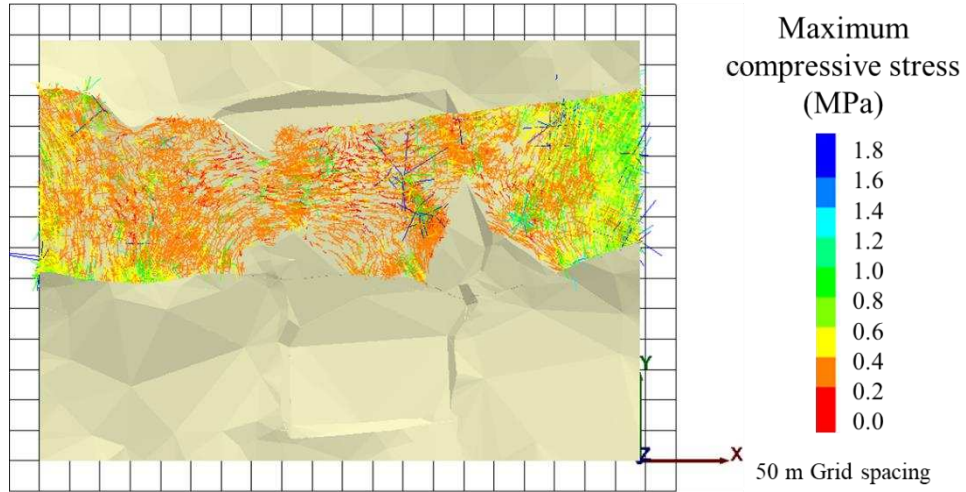 Maximum
compressive stress
(MPa)
1.8
1.6
1.4
1.2
1.0
0.8
0.6
0.4
0.2
0.0
Y
Z
X
50 m Grid spacing